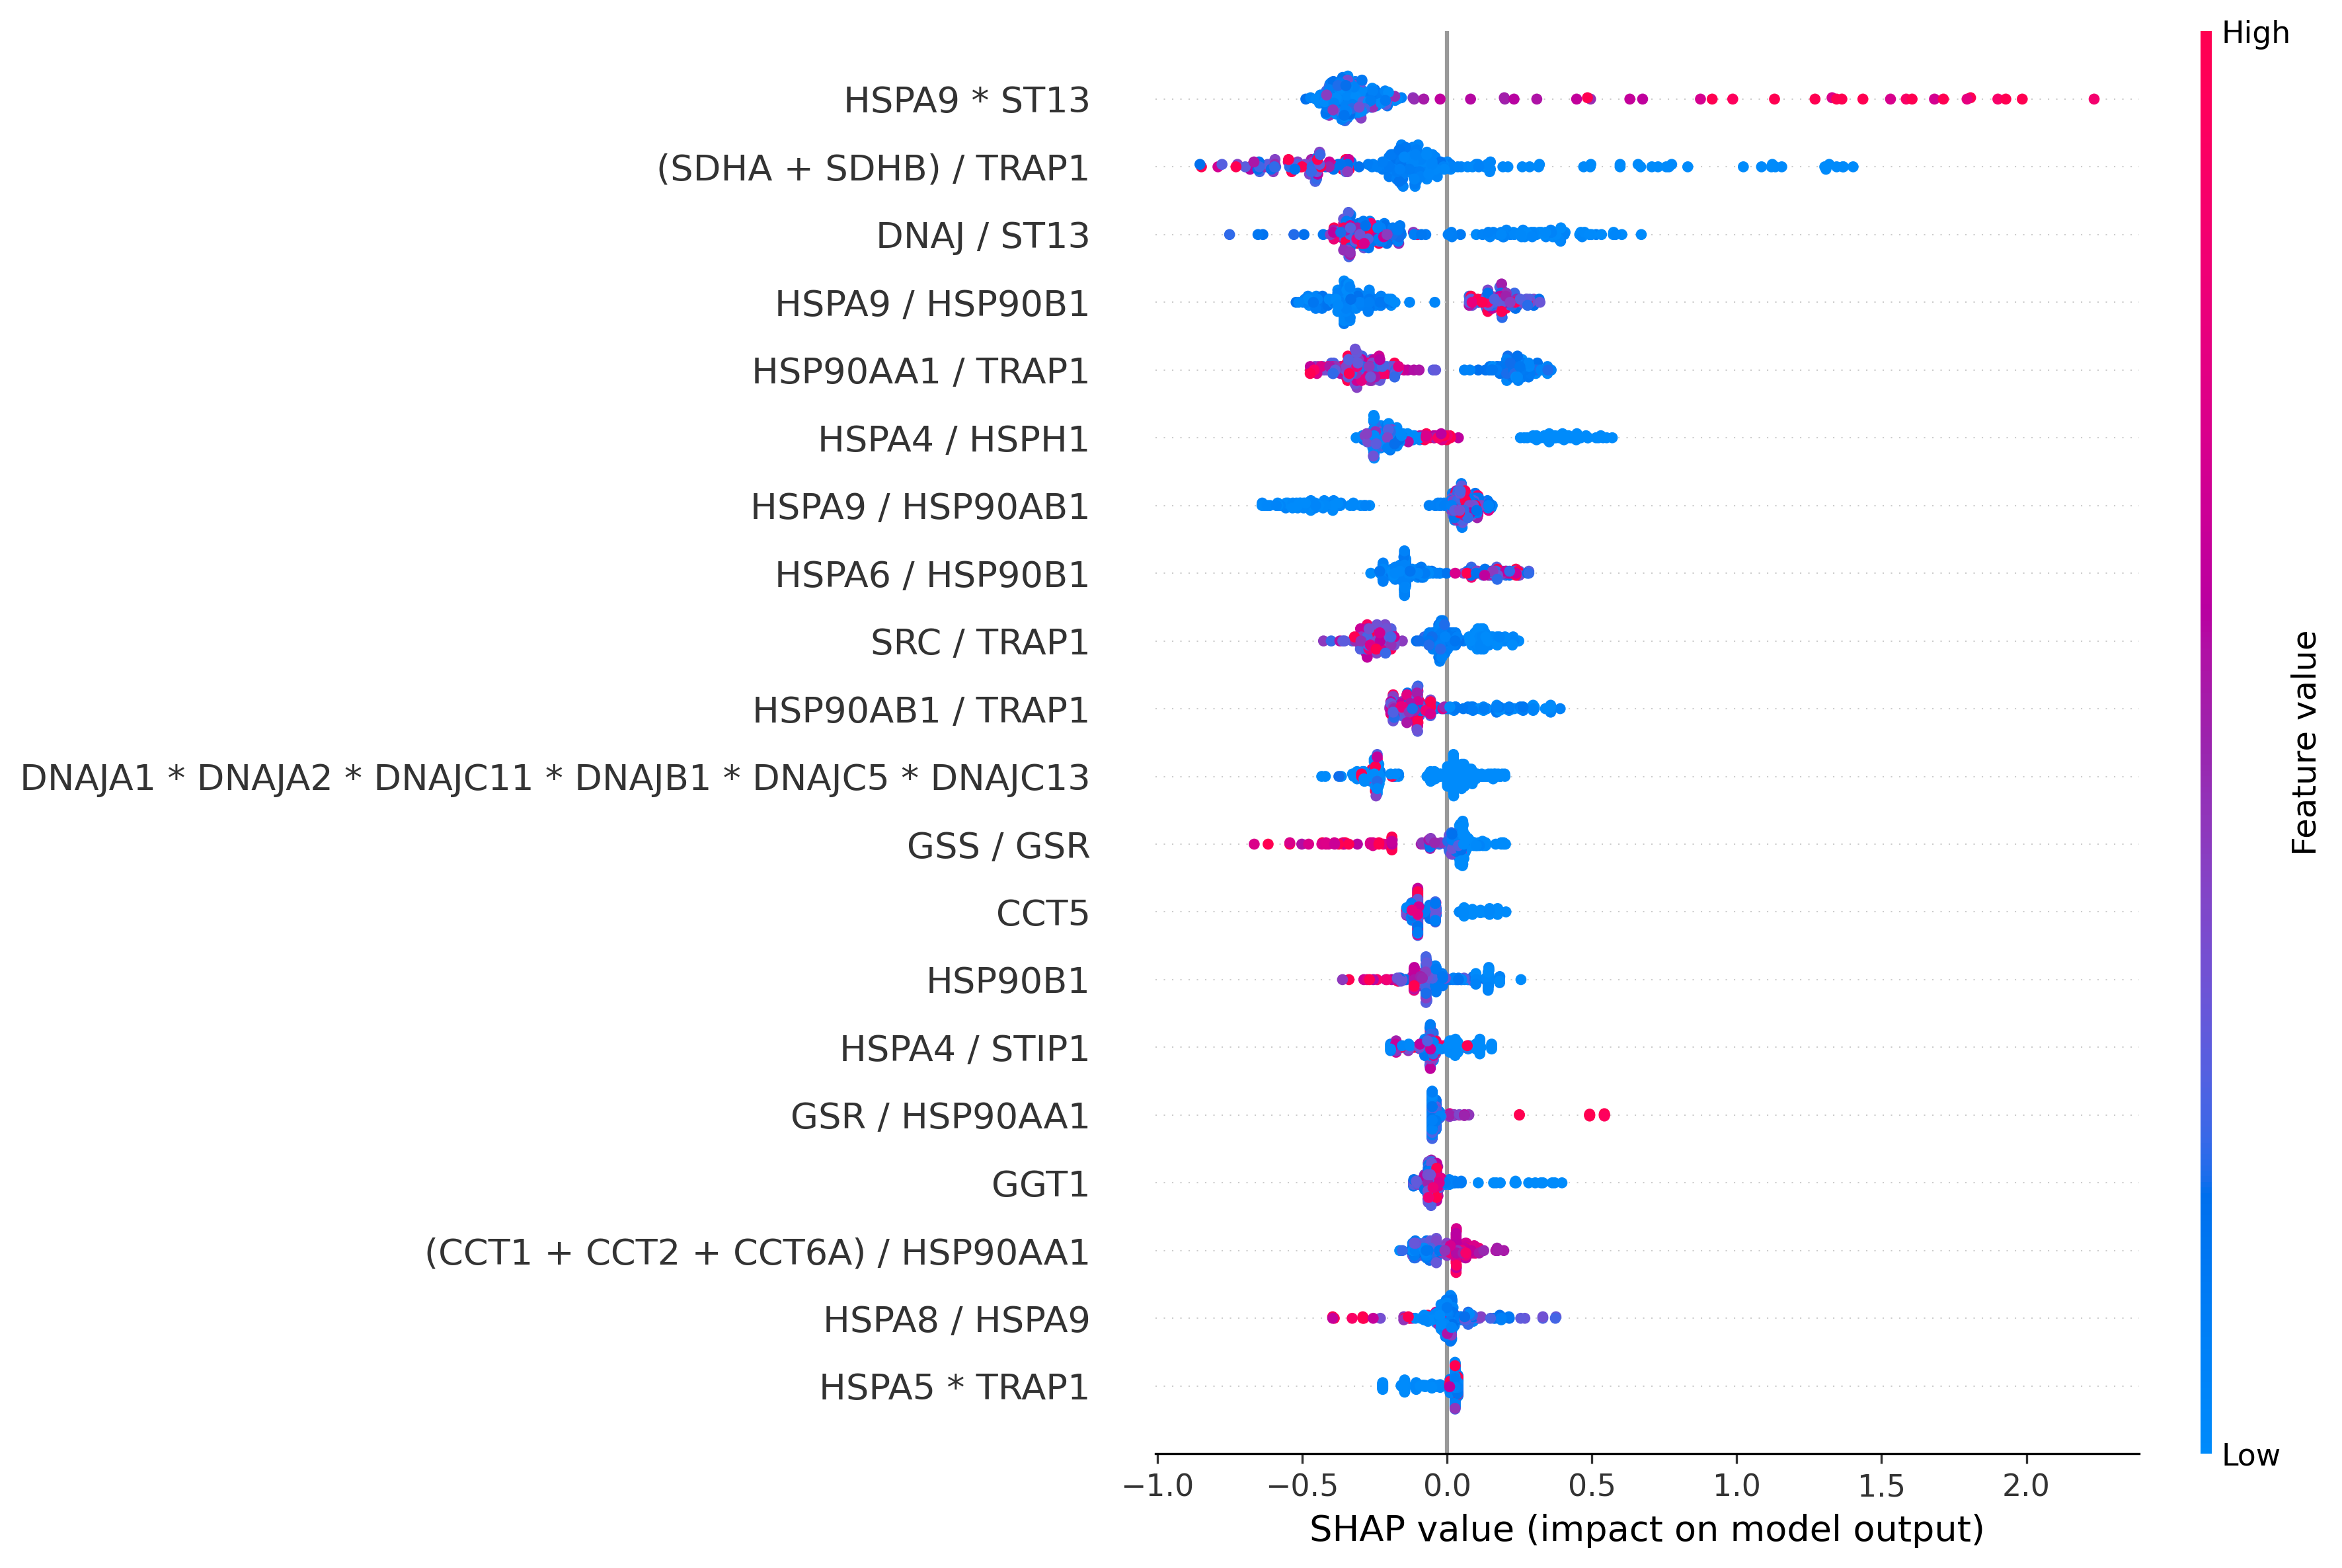 High
HSPA9 * ST13
(SDHA + SDHB) / TRAP1
DNAJ / ST13
HSPA9 / HSP90B1
HSP90AA1 / TRAP1
HSPA4 / HSPH1
HSPA9 / HSP90AB1
HSPA6 / HSP90B1
SRC / TRAP1
HSP90AB1 / TRAP1
DNAJA1 * DNAJA2 * DNAJC11 * DNAJB1 * DNAJC5 * DNAJC13
GSS / GSR
CCT5
HSP90B1
HSPA4 / STIP1
GSR / HSP90AA1
GGT1
(CCT1 + CCT2 + CCT6A) / HSP90AA1
HSPA8 / HSPA9
HSPA5 * TRAP1
Feature value
Low
−1.0 −0.5 0.0 0.5 1.0 1.5 2.0
SHAP value (impact on model output)